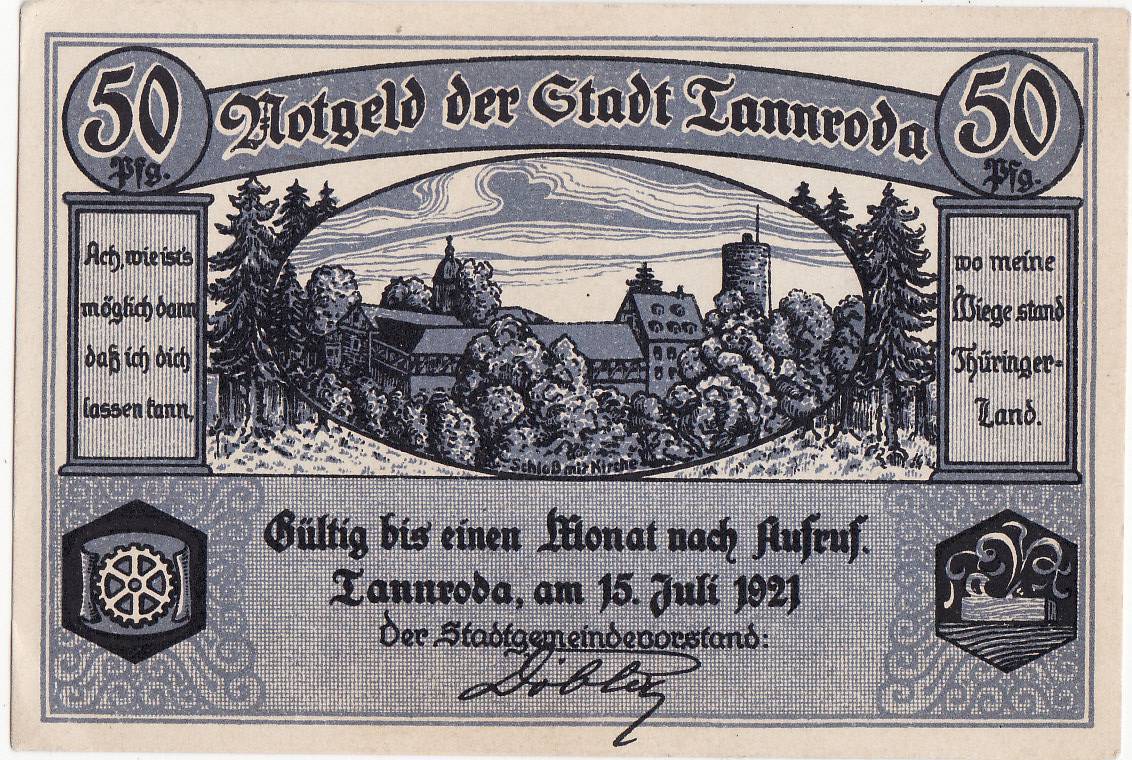 50
Pfg.
Notgeld der Stadt Tannroda
50
Pfg.
Ach, wie ist's
möglich dann
daß ich dich
lassen kann,
wo meine
Wiege stand
Thüringer-
Land.
Schloß mit Kirche
Gültig bis einen Monat nach Aufruf.
Tannroda, am 15. Juli 1921
Der Stadtgemeindevorstand: